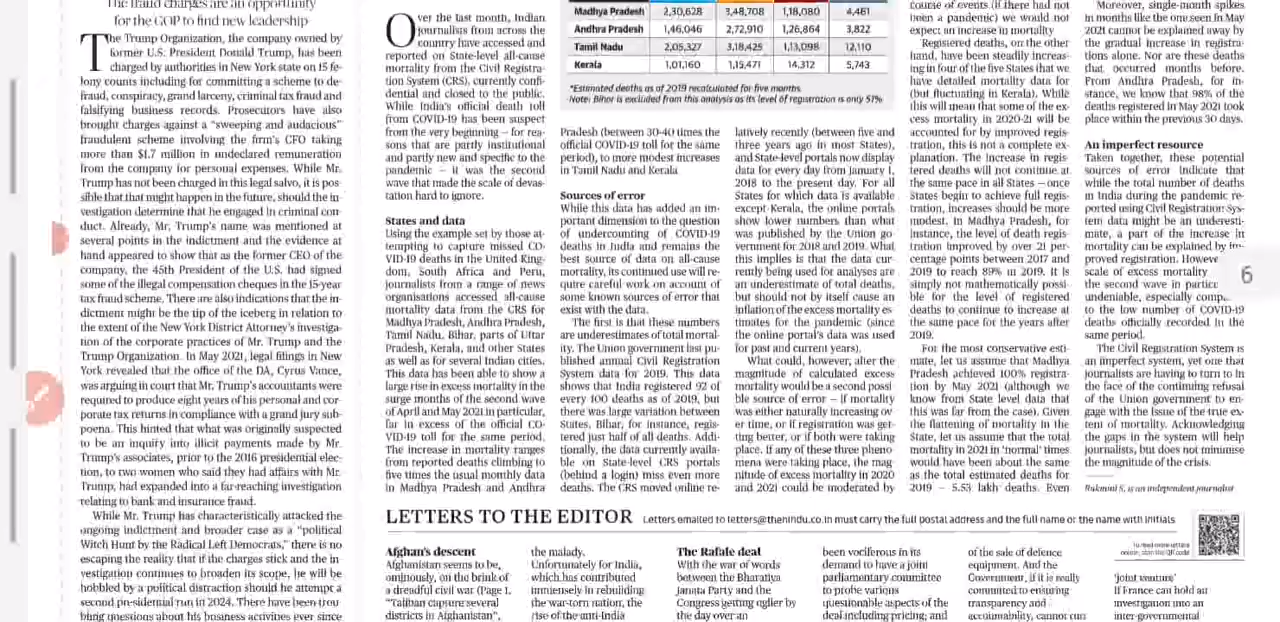 The fraud charges are an opportunity
for the GOP to find new leadership
The Trump Organization, the company owned by
former U.S. President Donald Trump, has been
charged by authorities in New York state on 15 fe-
lony counts including for committing a scheme to de-
fraud, conspiracy, grand larceny, criminal tax fraud and
falsifying business records. Prosecutors have also
brought charges against a “sweeping and audacious”
fraudulent scheme involving the firm’s CFO taking
more than $1.7 million in undeclared remuneration
from the company for personal expenses. While Mr.
Trump has not been charged in this legal salvo, it is pos-
sible that that might happen in the future, should the in-
vestigation determine that he engaged in criminal con-
duct. Already, Mr. Trump’s name was mentioned at
several points in the indictment and the evidence at
hand appeared to show that as the former CEO of the
company, the 45th President of the U.S. had signed
some of the illegal compensation cheques in the 15-year
tax fraud scheme. There are also indications that the in-
dictment might be the tip of the iceberg in relation to
the extent of the New York District Attorney’s investiga-
tion of the corporate practices of Mr. Trump and the
Trump Organization. In May 2021, legal filings in New
York revealed that the office of the DA, Cyrus Vance,
was arguing in court that Mr. Trump’s accountants were
required to produce eight years of his personal and cor-
porate tax returns in compliance with a grand jury sub-
poena. This hinted that what was originally suspected
to be an inquiry into illicit payments made by Mr.
Trump’s associates, prior to the 2016 presidential elec-
tion, to two women who said they had affairs with Mr.
Trump, had expanded into a far-reaching investigation
relating to bank and insurance fraud.
While Mr. Trump has characteristically attacked the
ongoing indictment and broader case as a “political
Witch Hunt by the Radical Left Democrats,” there is no
escaping the reality that if the charges stick and the in-
vestigation continues to broaden its scope, he will be
hobbled by a political distraction should he attempt a
second presidential run in 2024. There have been trou-
bling questions about his business activities ever since
Over the last month, Indian
journalists from across the
country have accessed and
reported on State-level all-cause
mortality from the Civil Registra-
tion System (CRS), currently confi-
dential and closed to the public.
While India’s official death toll
from COVID-19 has been suspect
from the very beginning – for rea-
sons that are partly institutional
and partly new and specific to the
pandemic – it was the second
wave that made the scale of devas-
tation hard to ignore.
States and data
Using the example set by those at-
tempting to capture missed CO-
VID-19 deaths in the United King-
dom, South Africa and Peru,
journalists from a range of news
organisations accessed all-cause
mortality data from the CRS for
Madhya Pradesh, Andhra Pradesh,
Tamil Nadu, Bihar, parts of Uttar
Pradesh, Kerala, and other States
as well as for several Indian cities.
This data has been able to show a
large rise in excess mortality in the
surge months of the second wave
of April and May 2021 in particular,
far in excess of the official CO-
VID-19 toll for the same period.
The increase in mortality ranges
from reported deaths climbing to
five times the usual monthly data
in Madhya Pradesh and Andhra
Madhya Pradesh 2,30,628 3,48,708 1,18,080 4,461
Andhra Pradesh 1,46,046 2,72,910 1,26,864 3,822
Tamil Nadu 2,05,327 3,18,425 1,13,098 12,110
Kerala 1,01,160 1,15,471 14,312 5,743
*Estimated deaths as of 2019 recalculated for five months.
Note: Bihar is excluded from this analysis as its level of registration is only 51%
Pradesh (between 30-40 times the
official COVID-19 toll for the same
period), to more modest increases
in Tamil Nadu and Kerala.
Sources of error
While this data has added an im-
portant dimension to the question
of undercounting of COVID-19
deaths in India and remains the
best source of data on all-cause
mortality, its continued use will re-
quire careful work on account of
some known sources of error that
exist with the data.
The first is that these numbers
are underestimates of total mortal-
ity. The Union government last pu-
blished annual Civil Registration
System data for 2019. This data
shows that India registered 92 of
every 100 deaths as of 2019, but
there was large variation between
States, Bihar, for instance, regis-
tered just half of all deaths. Addi-
tionally, the data currently availa-
ble on State-level CRS portals
(behind a login) miss even more
deaths. The CRS moved online re-
latively recently (between five and
three years ago in most States),
and State-level portals now display
data for every day from January 1,
2018 to the present day. For all
States for which data is available
except Kerala, the online portals
show lower numbers than what
was published by the Union go-
vernment for 2018 and 2019. What
this implies is that the data cur-
rently being used for analyses are
an underestimate of total deaths,
but should not by itself cause an
inflation of the excess mortality es-
timates for the pandemic (since
the online portal’s data was used
for past and current years).
What could, however, alter the
magnitude of calculated excess
mortality would be a second possi-
ble source of error – if mortality
was either naturally increasing ov-
er time, or if registration was get-
ting better, or if both were taking
place. If any of these three pheno-
mena were taking place, the mag-
nitude of excess mortality in 2020
and 2021 could be moderated by
course of events (if there had not
been a pandemic) we would not
expect an increase in mortality.
Registered deaths, on the other
hand, have been steadily increas-
ing in four of the five States that we
have detailed mortality data for
(but fluctuating in Kerala). While
this will mean that some of the ex-
cess mortality in 2020-21 will be
accounted for by improved regis-
tration, this is not a complete ex-
planation. The increase in regis-
tered deaths will not continue at
the same pace in all States – once
States begin to achieve full regis-
tration, increases should be more
modest. In Madhya Pradesh, for
instance, the level of death regis-
tration improved by over 21 per-
centage points between 2017 and
2019 to reach 89% in 2019. It is
simply not mathematically possi-
ble for the level of registered
deaths to continue to increase at
the same pace for the years after
2019.
For the most conservative esti-
mate, let us assume that Madhya
Pradesh achieved 100% registra-
tion by May 2021 (although we
know from State level data that
this was far from the case). Given
the flattening of mortality in the
State, let us assume that the total
mortality in 2021 in ‘normal’ times
would have been about the same
as the total estimated deaths for
2019 – 5.53 lakh deaths. Even
Moreover, single-month spikes
in months like the one seen in May
2021 cannot be explained away by
the gradual increase in registra-
tions alone. Nor are these deaths
that occurred months before.
From Andhra Pradesh, for in-
stance, we know that 98% of the
deaths registered in May 2021 took
place within the previous 30 days.
An imperfect resource
Taken together, these potential
sources of error indicate that
while the total number of deaths
in India during the pandemic re-
ported using Civil Registration Sys-
tem data might be an underesti-
mate, a part of the increase in
mortality can be explained by im-
proved registration. Howeve
scale of excess mortality
the second wave in partic
undeniable, especially comp
to the low number of COVID-19
deaths officially recorded in the
same period.
The Civil Registration System is
an imperfect system, yet one that
journalists are having to turn to in
the face of the continuing refusal
of the Union government to en-
gage with the issue of the true ex-
tent of mortality. Acknowledging
the gaps in the system will help
journalists, but does not minimise
the magnitude of the crisis.
Rukmini S. is an independent journalist
6
LETTERS TO THE EDITOR Letters emailed to letters@thehindu.co.in must carry the full postal address and the full name or the name with initials.
To read more letters
online, scan the QR code
Afghan’s descent
Afghanistan seems to be,
ominously, on the brink of
a dreadful civil war (Page 1,
“Taliban capture several
districts in Afghanistan”,
the malady.
Unfortunately for India,
which has contributed
immensely in rebuilding
the war-torn nation, the
rise of the anti-India
The Rafale deal
With the war of words
between the Bharatiya
Janata Party and the
Congress getting uglier by
the day over an
been vociferous in its
demand to have a joint
parliamentary committee
to probe various
questionable aspects of the
deal including pricing; and
of the sale of defence
equipment. And the
Government, if it is really
committed to ensuring
transparency and
accountability, cannot run
‘joint venture’
If France can hold an
investigation into an
inter-governmental